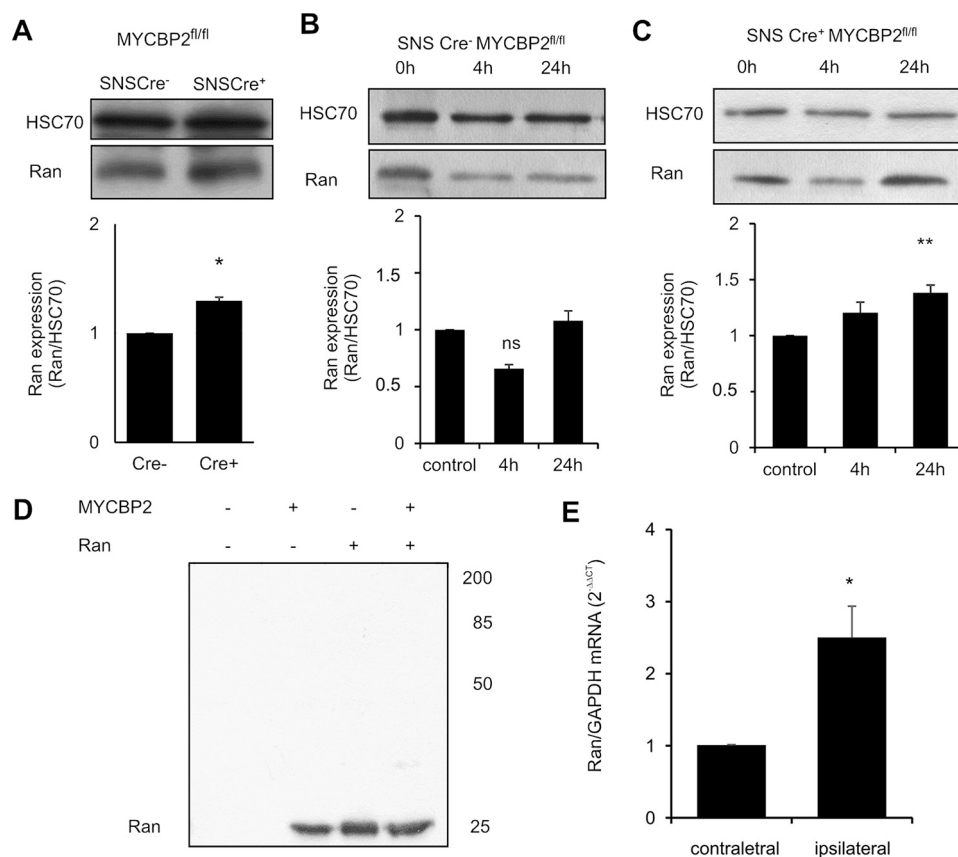 A
MYCBP2fl/fl
SNSCre- SNSCre+
HSC70
Ran
2
1
0
Ran expression
(Ran/HSC70)
*
Cre- Cre+
B
SNS Cre- MYCBP2fl/fl
0h 4h 24h
HSC70
Ran
2
1.5
1
0.5
0
Ran expression
(Ran/HSC70)
ns
control 4h 24h
C
SNS Cre+ MYCBP2fl/fl
0h 4h 24h
HSC70
Ran
2
1.5
1
0.5
0
Ran expression
(Ran/HSC70)
**
control 4h 24h
D
MYCBP2 - + - +
Ran - - + +
200
85
50
25
Ran
E
4
3
2
1
0
Ran/GAPDH mRNA (2-ΔΔCT)
*
contraletral ipsilateral